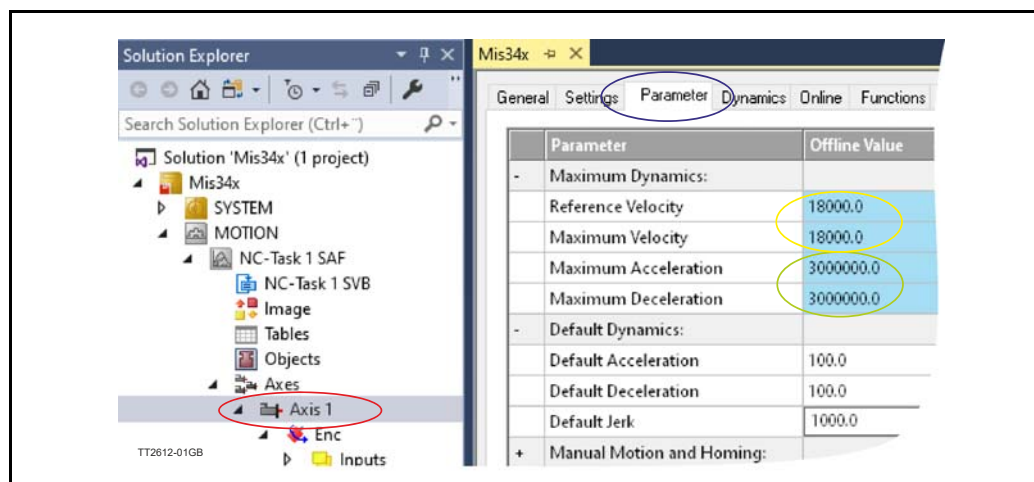 Solution Explorer
Search Solution Explorer (Ctrl+¨)
Solution 'Mis34x' (1 project)
Mis34x
SYSTEM
MOTION
NC-Task 1 SAF
NC-Task 1 SVB
Image
Tables
Objects
Axes
Axis 1
Enc
Inputs
TT2612-01GB
Mis34x
General Settings Parameter Dynamics Online Functions
Parameter Offline Value
- Maximum Dynamics:
Reference Velocity 18000.0
Maximum Velocity 18000.0
Maximum Acceleration 3000000.0
Maximum Deceleration 3000000.0
- Default Dynamics:
Default Acceleration 100.0
Default Deceleration 100.0
Default Jerk 1000.0
+ Manual Motion and Homing: